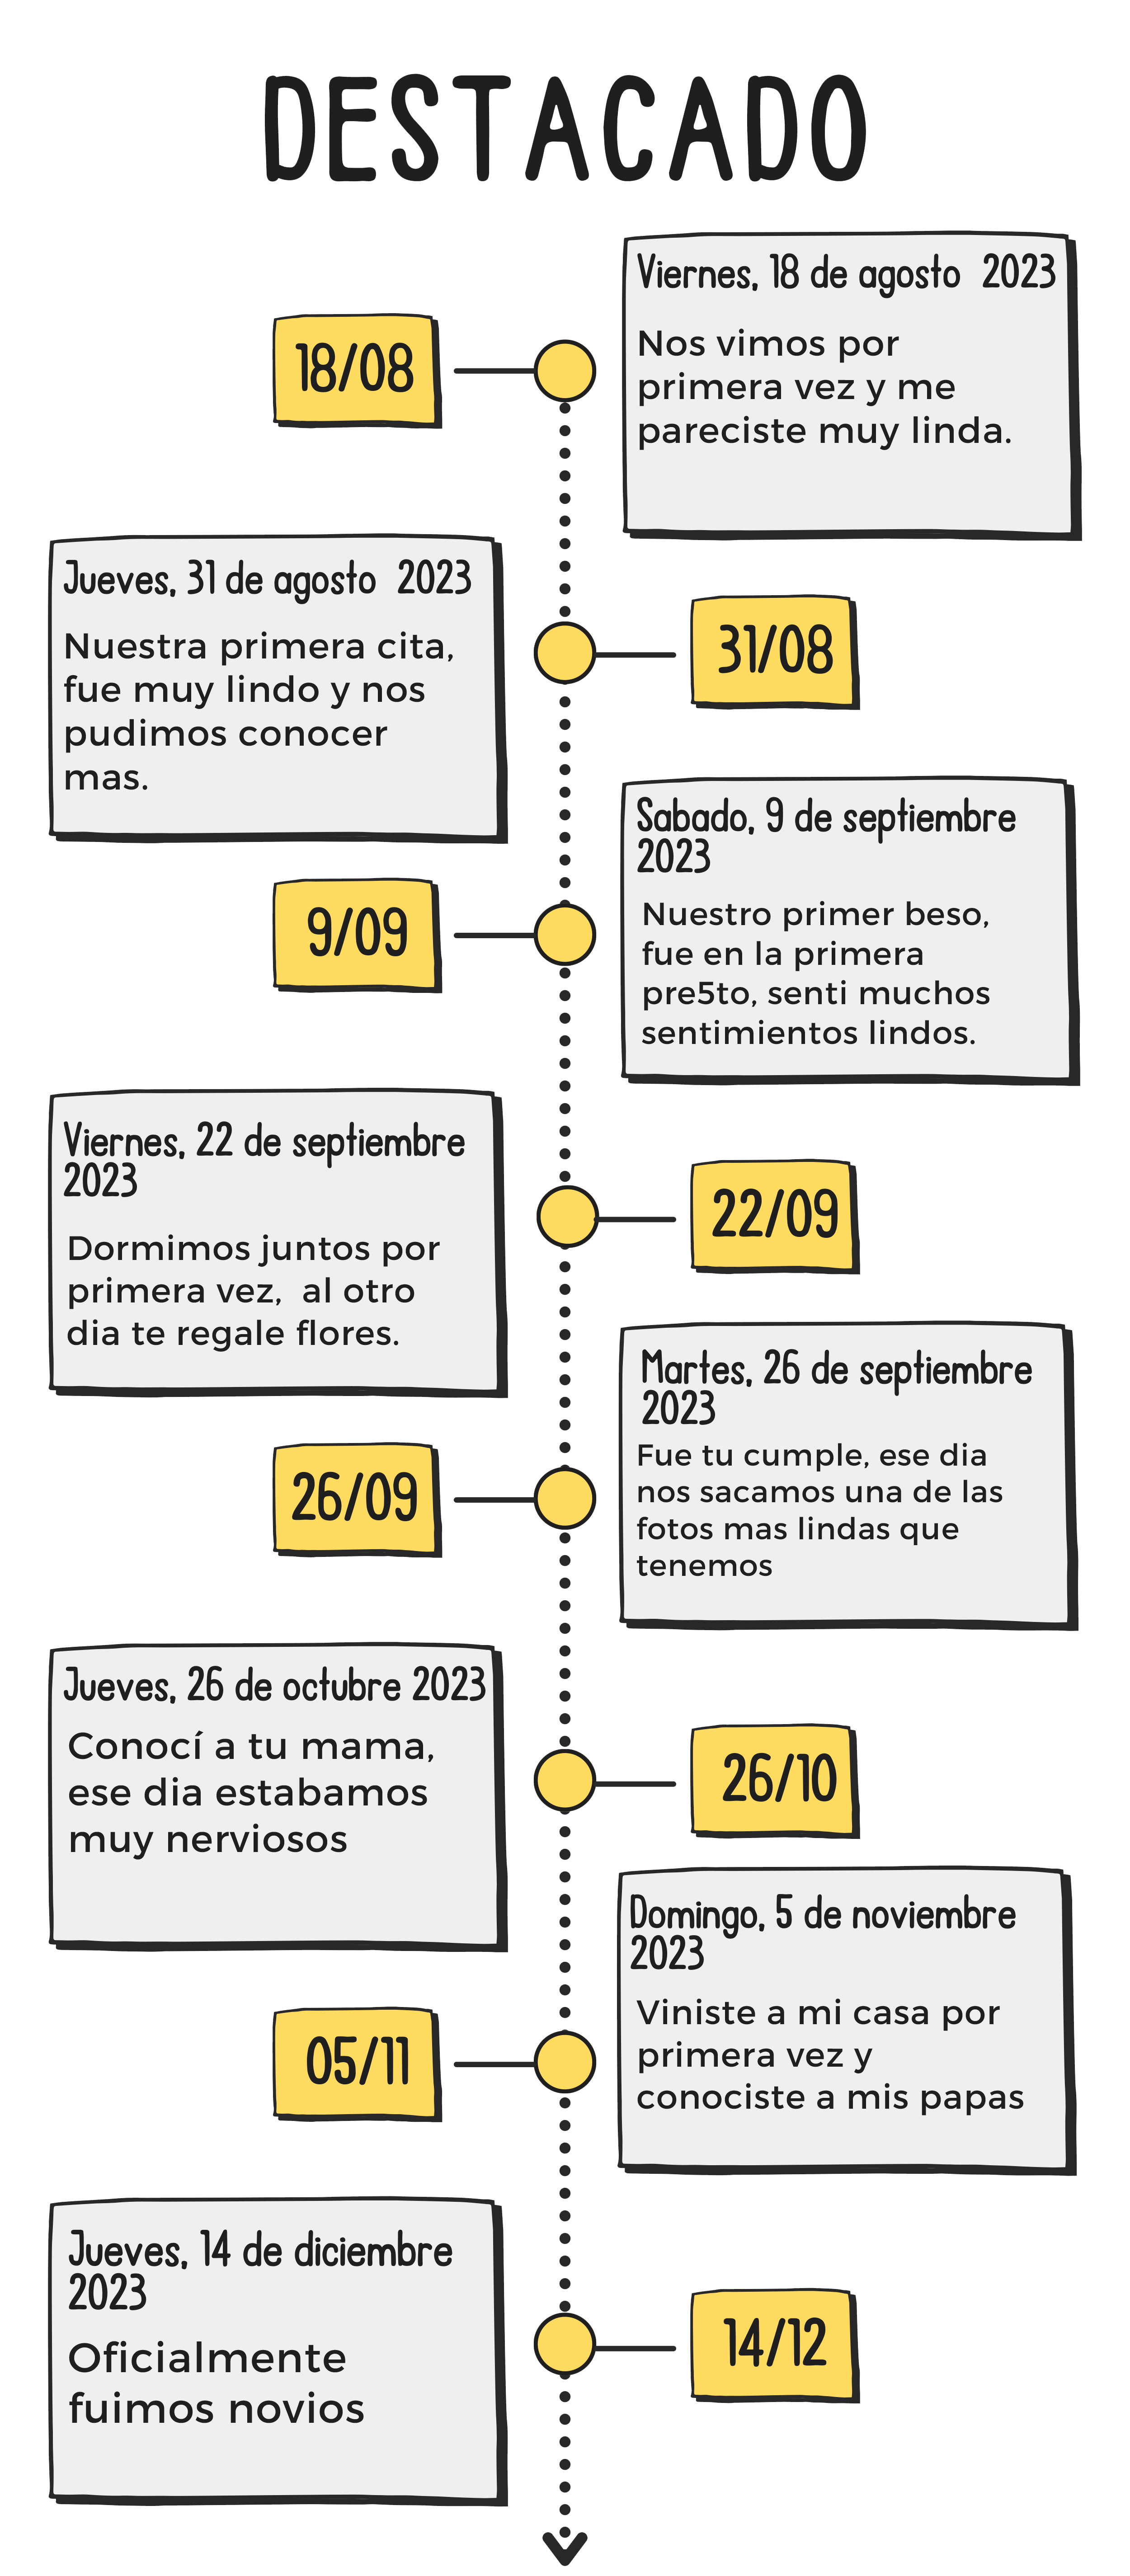 DESTACADO
Viernes, 18 de agosto 2023
Nos vimos por
primera vez y me
pareciste muy linda.
18/08
Jueves, 31 de agosto 2023
Nuestra primera cita,
fue muy lindo y nos
pudimos conocer
mas.
31/08
Sabado, 9 de septiembre
2023
Nuestro primer beso,
fue en la primera
pre5to, senti muchos
sentimientos lindos.
9/09
Viernes, 22 de septiembre
2023
Dormimos juntos por
primera vez, al otro
dia te regale flores.
22/09
Martes, 26 de septiembre
2023
Fue tu cumple, ese dia
nos sacamos una de las
fotos mas lindas que
tenemos
26/09
Jueves, 26 de octubre 2023
Conocí a tu mama,
ese dia estabamos
muy nerviosos
26/10
Domingo, 5 de noviembre
2023
Viniste a mi casa por
primera vez y
conociste a mis papas
05/11
Jueves, 14 de diciembre
2023
Oficialmente
fuimos novios
14/12